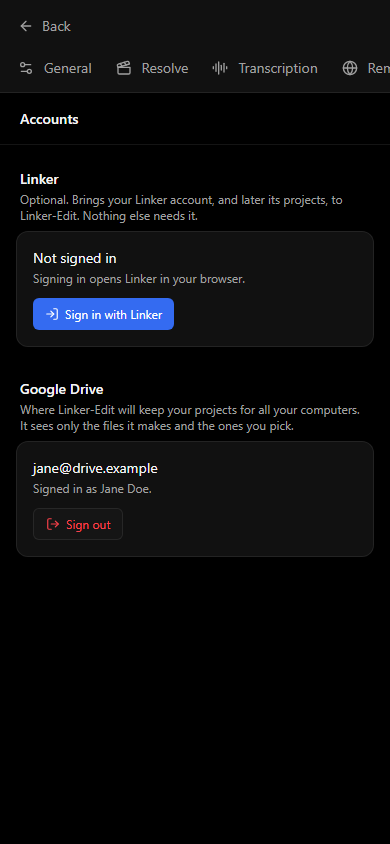 Back
General
Resolve
Transcription
Rem
Accounts
Linker
Optional. Brings your Linker account, and later its projects, to
Linker-Edit. Nothing else needs it.
Not signed in
Signing in opens Linker in your browser.
Sign in with Linker
Google Drive
Where Linker-Edit will keep your projects for all your computers.
It sees only the files it makes and the ones you pick.
jane@drive.example
Signed in as Jane Doe.
Sign out